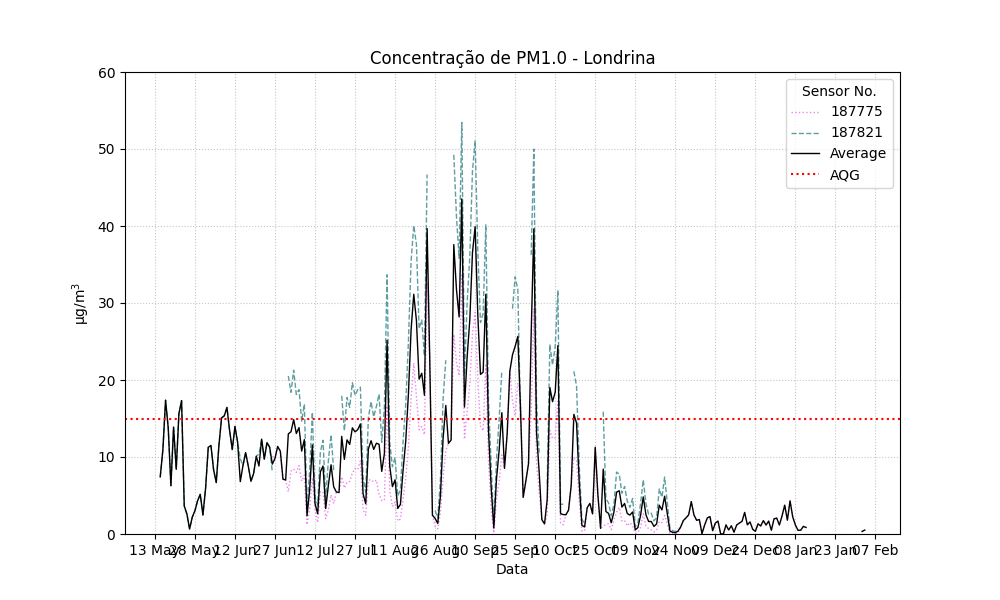 Concentração de PM1.0 - Londrina
60
50
40
30
20
10
0
µg/m³
Sensor No.
187775
187821
Average
AQG
13 May 28 May 12 Jun 27 Jun 12 Jul 27 Jul 11 Aug 26 Aug 10 Sep 25 Sep 10 Oct 25 Oct 09 Nov 24 Nov 09 Dec 24 Dec 08 Jan 23 Jan 07 Feb
Data